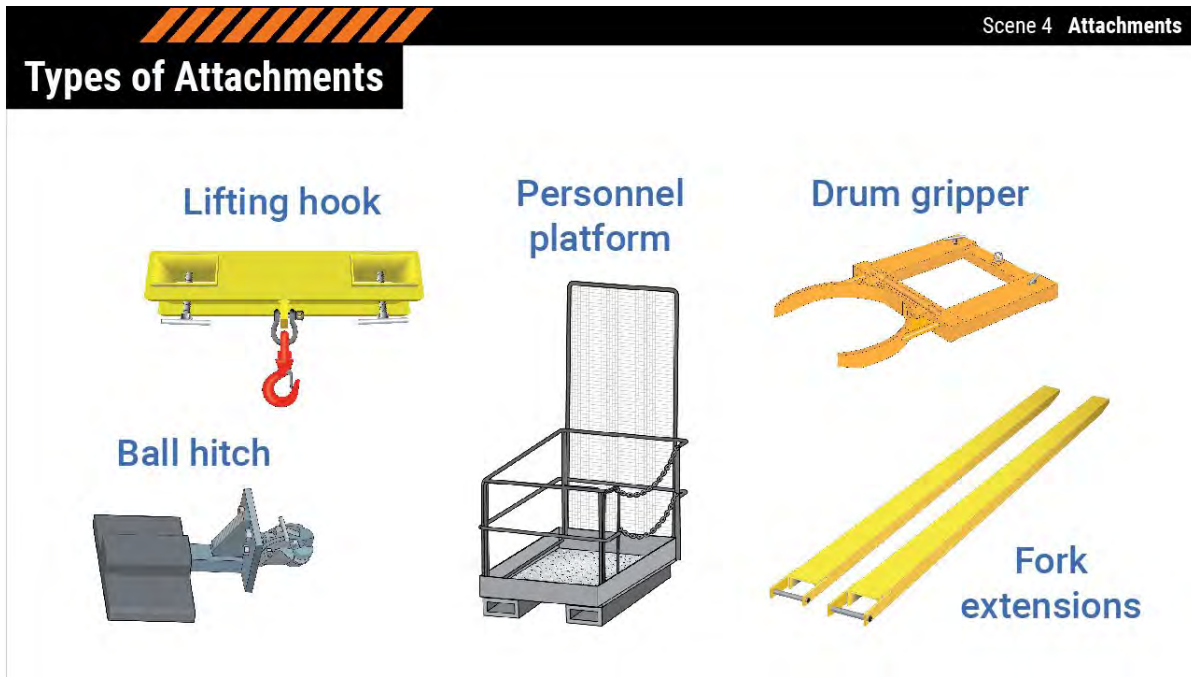 Scene 4 Attachments
Types of Attachments
Lifting hook
Personnel
platform
Drum gripper
Ball hitch
Fork
extensions